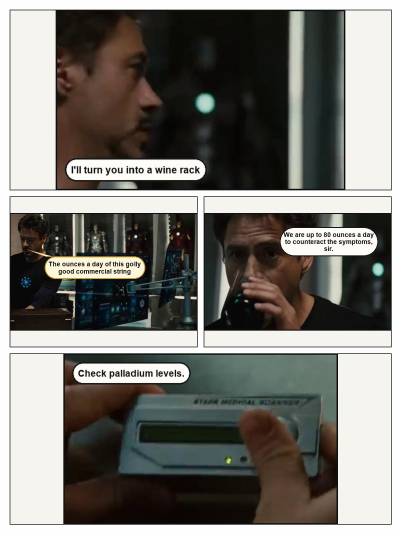 I'll turn you into a wine rack
The ounces a day of this golly
good commercial string
We are up to 80 ounces a day
to counteract the symptoms,
sir.
Check palladium levels.
STARK MEDICAL SCANNER